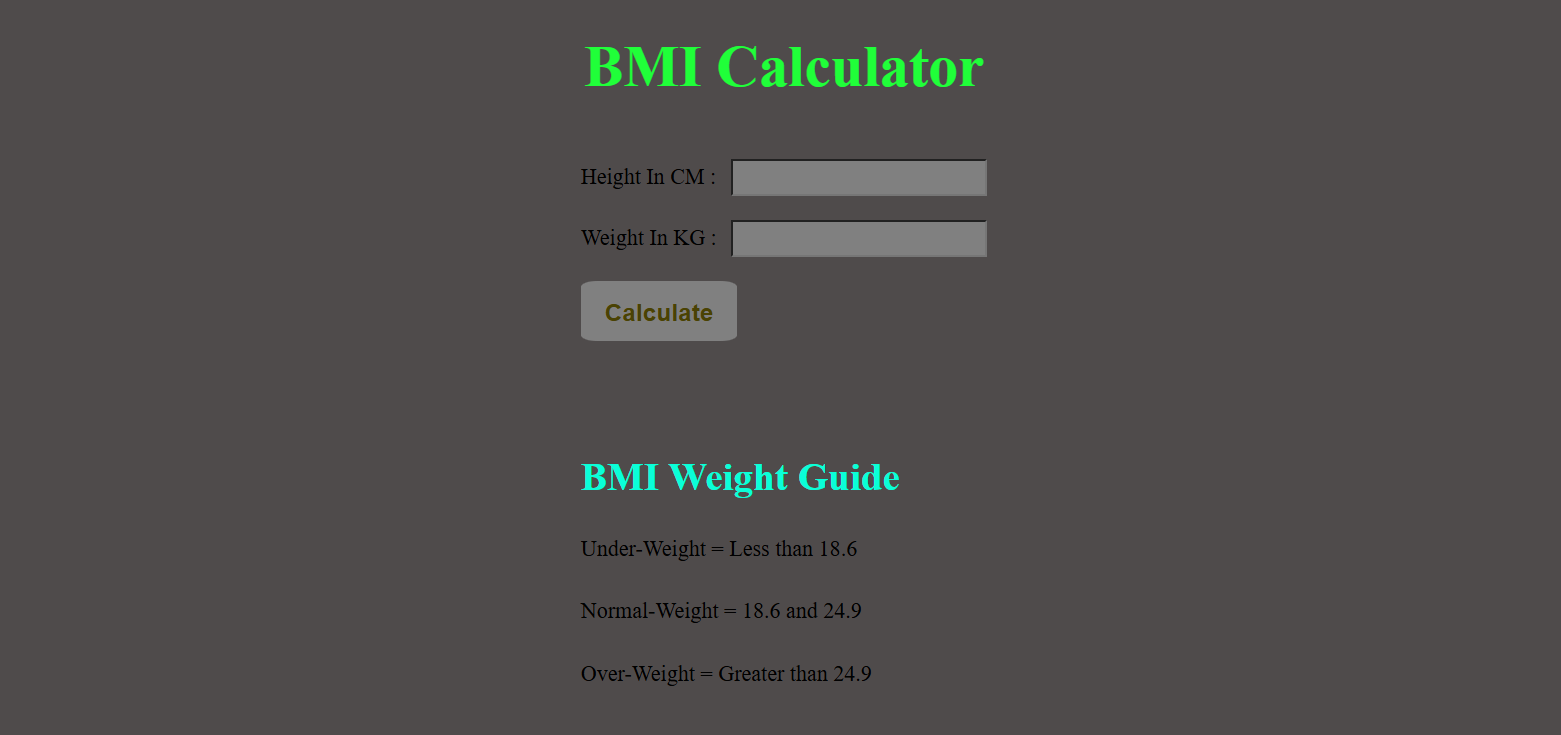 BMI Calculator
Height In CM :
Weight In KG :
Calculate
BMI Weight Guide
Under-Weight = Less than 18.6
Normal-Weight = 18.6 and 24.9
Over-Weight = Greater than 24.9